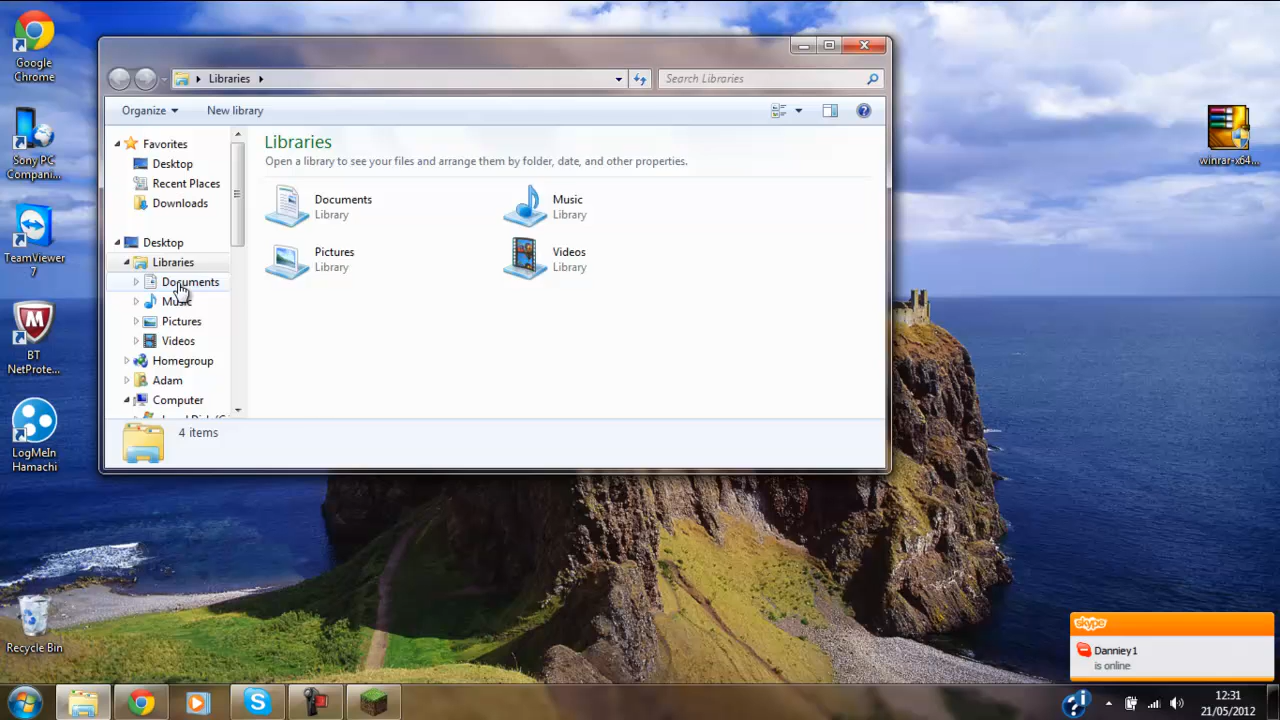 Google
Chrome
Sony PC
Compani...
TeamViewer
7
BT
NetProte...
LogMeIn
Hamachi
Recycle Bin
Libraries
Search Libraries
Organize
New library
Favorites
Desktop
Recent Places
Downloads
Desktop
Libraries
Documents
Music
Pictures
Videos
Homegroup
Adam
Computer
Libraries
Open a library to see your files and arrange them by folder, date, and other properties.
Documents
Library
Music
Library
Pictures
Library
Videos
Library
4 items
winrar-x64...
skype
Danniey1
is online
12:31
21/05/2012